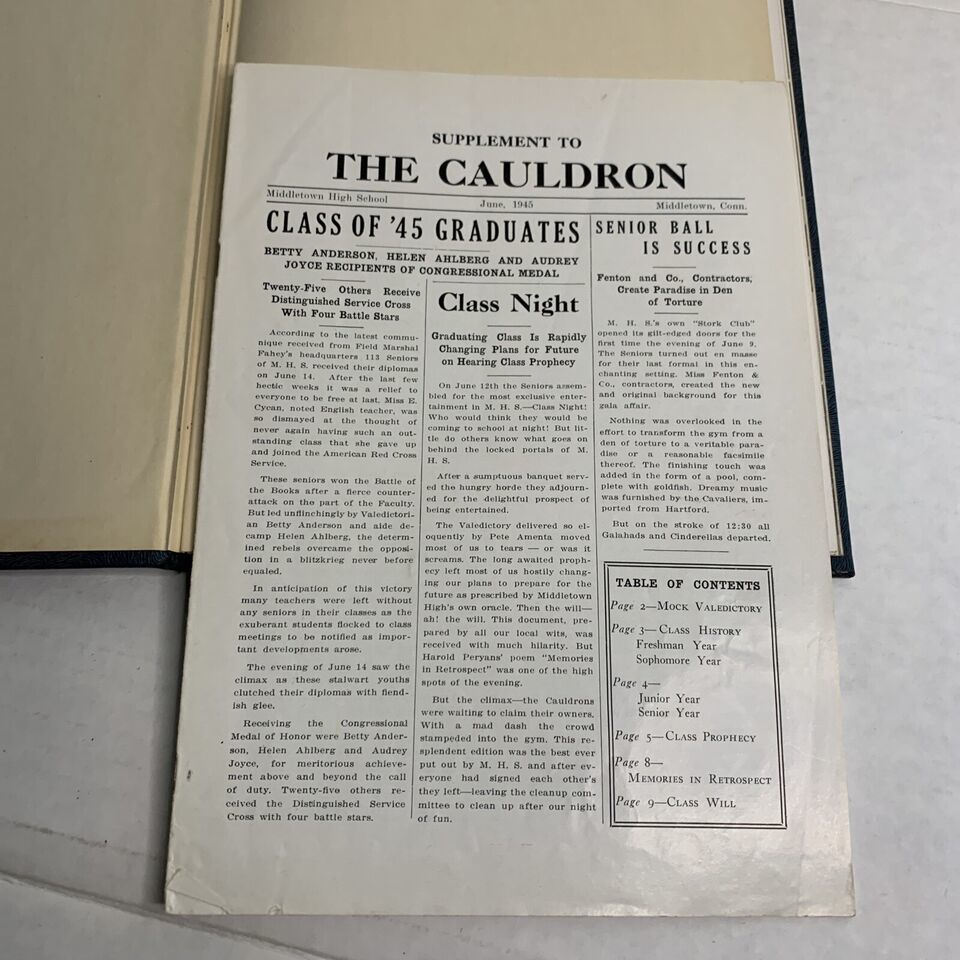 SUPPLEMENT TO
THE CAULDRON
Middletown High School June, 1945 Middletown, Conn.
CLASS OF '45 GRADUATES
BETTY ANDERSON, HELEN AHLBERG AND AUDREY
JOYCE RECIPIENTS OF CONGRESSIONAL MEDAL
Twenty-Five Others Receive
Distinguished Service Cross
With Four Battle Stars
According to the latest commu-
nique received from Field Marshal
Fahey's headquarters 113 Seniors
of M. H. S. received their diplomas
on June 14. After the last few
hectic weeks it was a relief to
everyone to be free at last. Miss E.
Cycan, noted English teacher, was
so dismayed at the thought of
never again having such an out-
standing class that she gave up
and joined the American Red Cross
Service.
These seniors won the Battle of
the Books after a fierce counter-
attack on the part of the Faculty.
But led unflinchingly by Valedictori-
an Betty Anderson and aide de-
camp Helen Ahlberg, the determ-
ined rebels overcame the opposi-
tion in a blitzkrieg never before
equaled.
In anticipation of this victory
many teachers were left without
any seniors in their classes as the
exuberant students flocked to class
meetings to be notified as impor-
tant developments arose.
The evening of June 14 saw the
climax as these stalwart youths
clutched their diplomas with fiend-
ish glee.
Receiving the Congressional
Medal of Honor were Betty Ander-
son, Helen Ahlberg and Audrey
Joyce, for meritorious achieve-
ment above and beyond the call
of duty. Twenty-five others re-
ceived the Distinguished Service
Cross with four battle stars.
Class Night
Graduating Class Is Rapidly
Changing Plans for Future
on Hearing Class Prophecy
On June 12th the Seniors assem-
bled for the most exclusive enter-
tainment in M. H. S.—Class Night!
Who would think they would be
coming to school at night! But lit-
tle do others know what goes on
behind the locked portals of M.
H. S.
After a sumptuous banquet serv-
ed the hungry horde they adjourn-
ed for the delightful prospect of
being entertained.
The Valedictory delivered so el-
oquently by Pete Amenta moved
most of us to tears — or was it
screams. The long awaited proph-
ecy left most of us hostily chang-
ing our plans to prepare for the
future as prescribed by Middletown
High's own oracle. Then the will—
ah! the will. This document, pre-
pared by all our local wits, was
received with much hilarity. But
Harold Peryans' poem "Memories
in Retrospect" was one of the high
spots of the evening.
But the climax—the Cauldrons
were waiting to claim their owners.
With a mad dash the crowd
stampeded into the gym. This re-
splendent edition was the best ever
put out by M. H. S. and after ev-
eryone had signed each other's
they left—leaving the cleanup com-
mittee to clean up after our night
of fun.
SENIOR BALL
IS SUCCESS
Fenton and Co., Contractors,
Create Paradise in Den
of Torture
M. H. S.'s own "Stork Club"
opened its gilt-edged doors for the
first time the evening of June 9.
The Seniors turned out en masse
for their last formal in this en-
chanting setting. Miss Fenton &
Co., contractors, created the new
and original background for this
gala affair.
Nothing was overlooked in the
effort to transform the gym from a
den of torture to a veritable para-
dise or a reasonable facsimile
thereof. The finishing touch was
added in the form of a pool, com-
plete with goldfish. Dreamy music
was furnished by the Cavaliers, im-
ported from Hartford.
But on the stroke of 12:30 all
Galahads and Cinderellas departed.
TABLE OF CONTENTS
Page 2—Mock Valedictory
Page 3—Class History
Freshman Year
Sophomore Year
Page 4—
Junior Year
Senior Year
Page 5—Class Prophecy
Page 8—
Memories in Retrospect
Page 9—Class Will